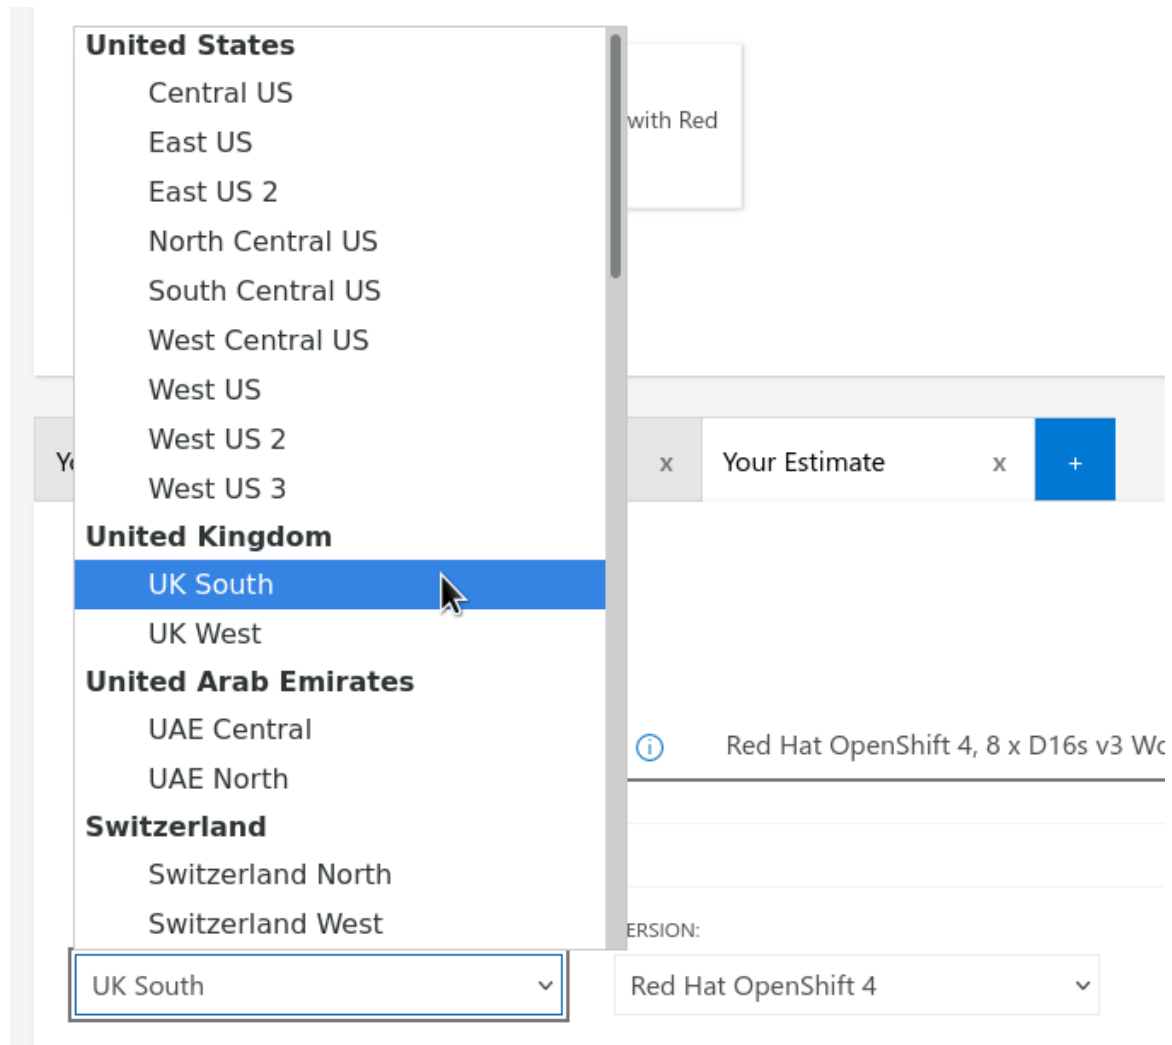 United States
Central US
with Red
East US
East US 2
North Central US
South Central US
West Central US
West US
West US 2
x
Your Estimate
x
+
West US 3
United Kingdom
UK South
UK West
United Arab Emirates
UAE Central
Red Hat OpenShift 4, 8 x D16s v3
UAE North
Switzerland
Switzerland North
Switzerland West
ERSION:
UK South
Red Hat OpenShift 4